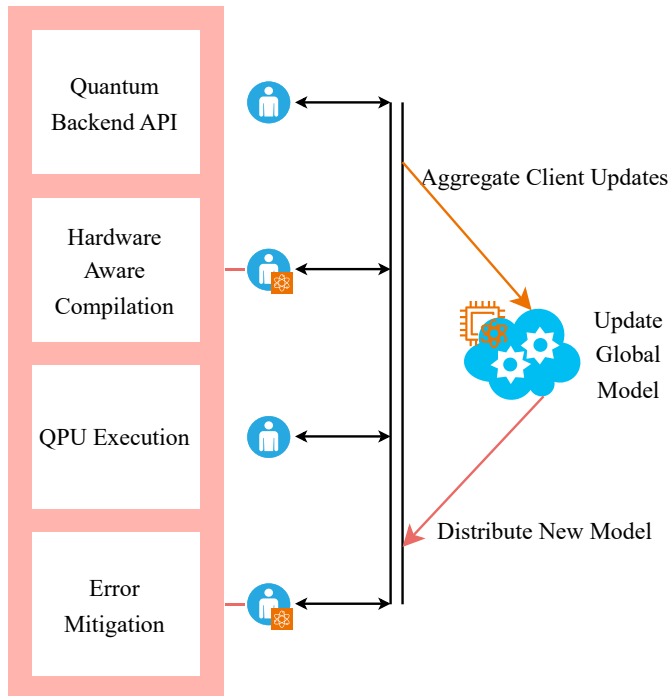 Quantum
Backend API
Hardware
Aware
Compilation
QPU Execution
Error
Mitigation
Aggregate Client Updates
Update
Global
Model
Distribute New Model